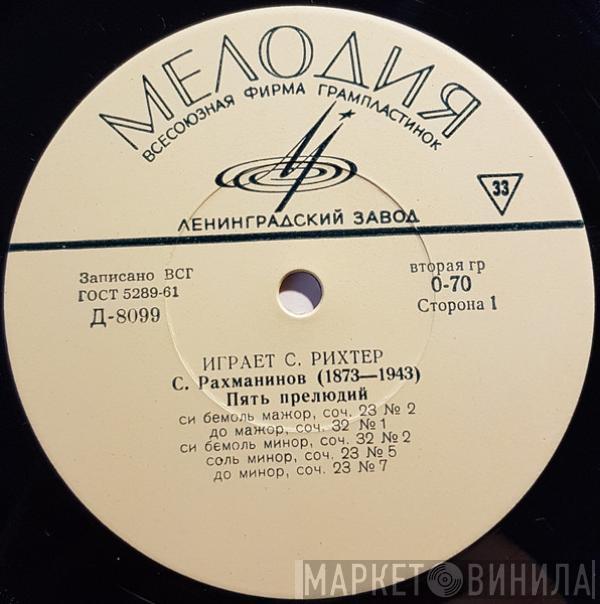 МЕЛОДИЯ
ВСЕСОЮЗНАЯ ФИРМА ГРАМПЛАСТИНОК
33
ЛЕНИНГРАДСКИЙ ЗАВОД
Записано ВСГ
ГОСТ 5289-61
Д-8099
вторая гр
0-70
Сторона 1
ИГРАЕТ С. РИХТЕР
С. Рахманинов (1873—1943)
Пять прелюдий
си бемоль мажор, соч. 23 № 2
до мажор, соч. 32 № 1
си бемоль минор, соч. 32 № 2
соль минор, соч. 23 № 5
до минор, соч. 23 № 7
МАРКЕТ ВИНИЛА